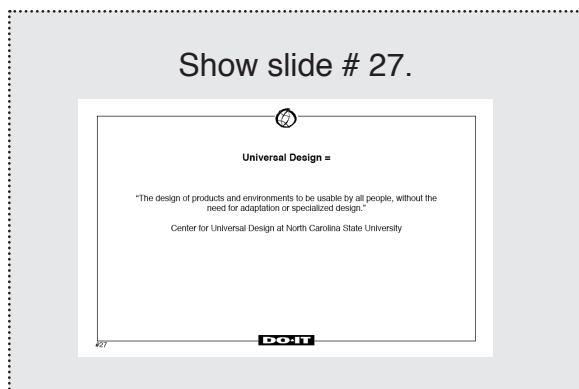 Show slide # 27.
Universal Design =
“The design of products and environments to be usable by all people, without the
need for adaptation or specialized design.”
Center for Universal Design at North Carolina State University
DO·IT
#27